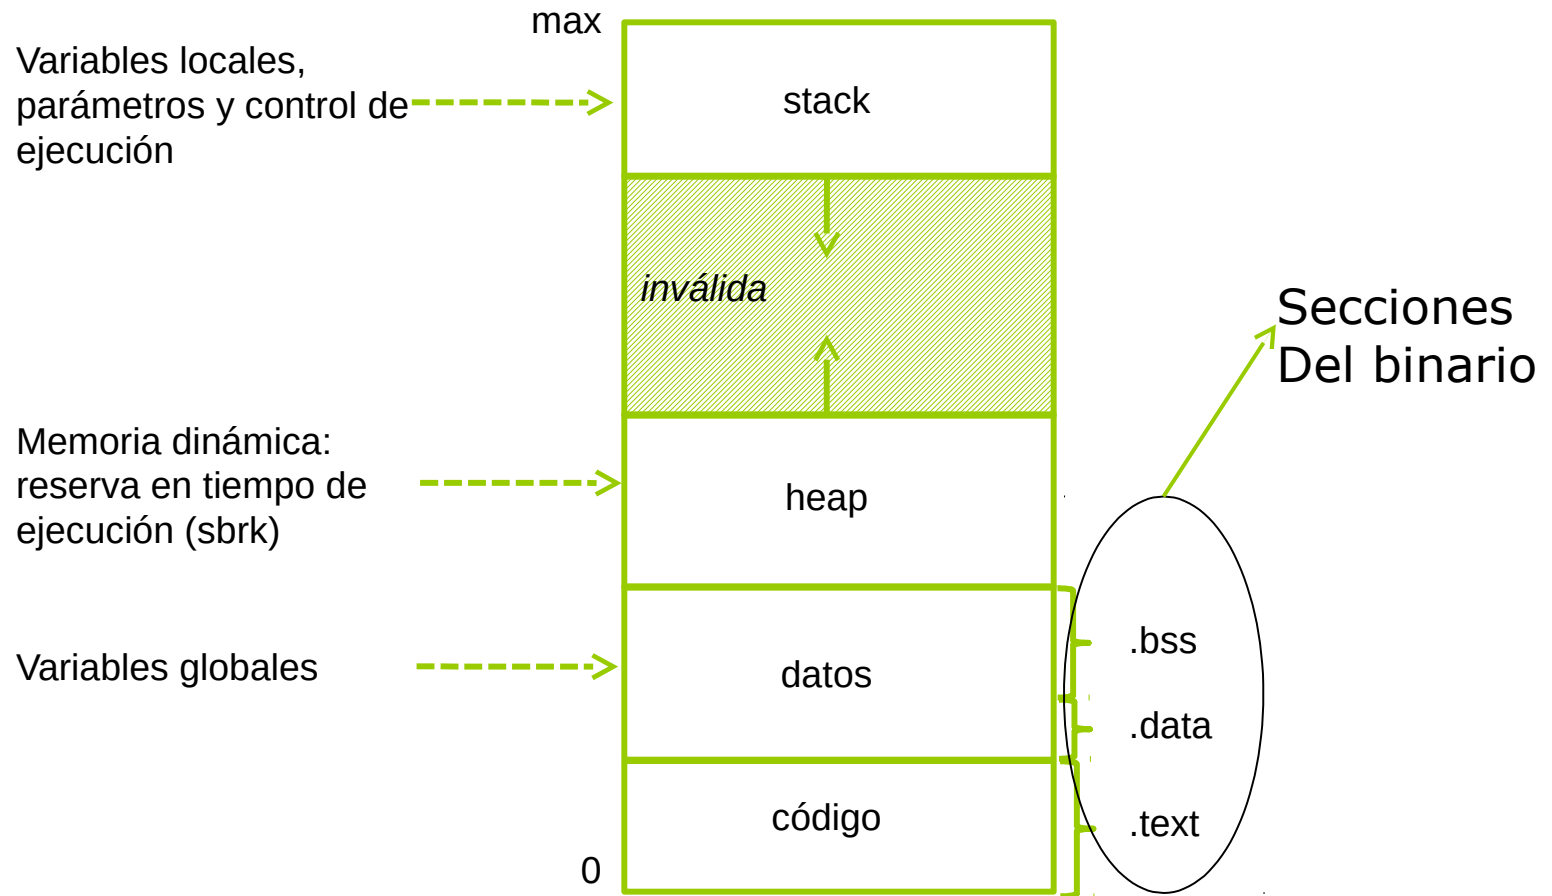 max
Variables locales,
parámetros y control de
ejecución
stack
inválida
Secciones
Del binario
Memoria dinámica:
reserva en tiempo de
ejecución (sbrk)
heap
.bss
Variables globales
datos
.data
código
.text
0